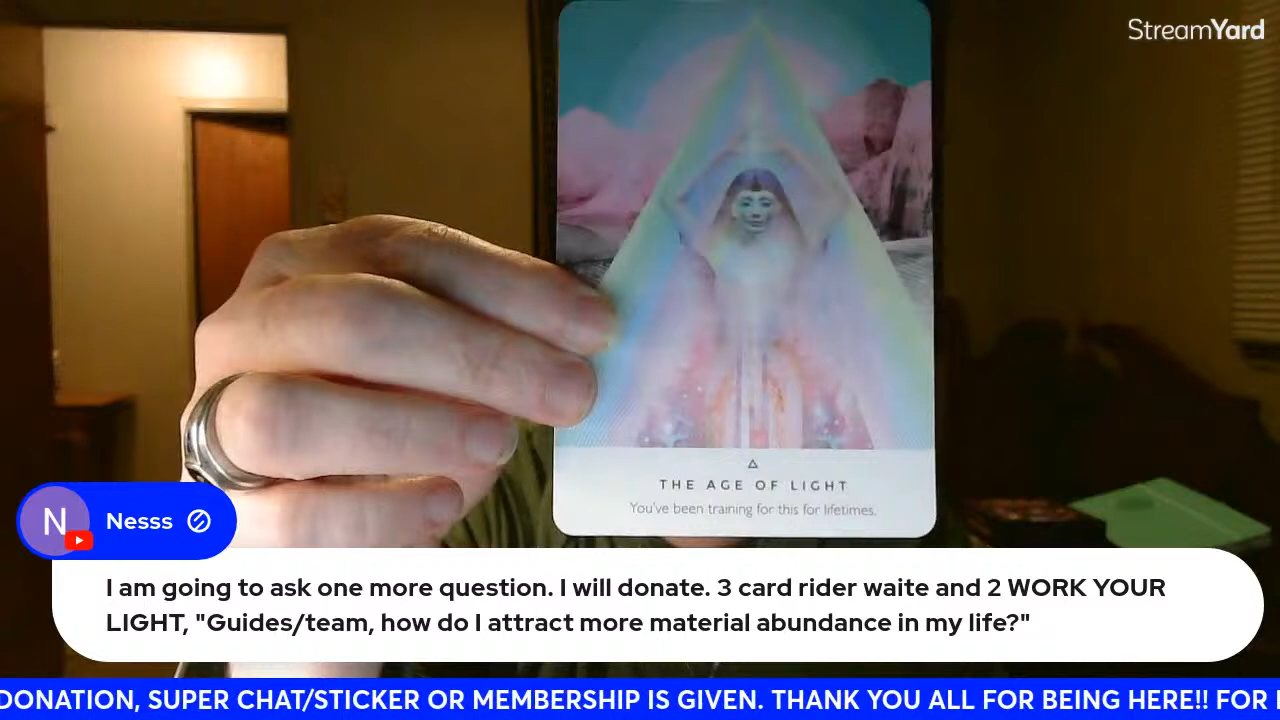 StreamYard
THE AGE OF LIGHT
You've been training for this for lifetimes.
N
Nesss
I am going to ask one more question. I will donate. 3 card rider waite and 2 WORK YOUR
LIGHT, "Guides/team, how do I attract more material abundance in my life?"
DONATION, SUPER CHAT/STICKER OR MEMBERSHIP IS GIVEN. THANK YOU ALL FOR BEING HERE!! FOR